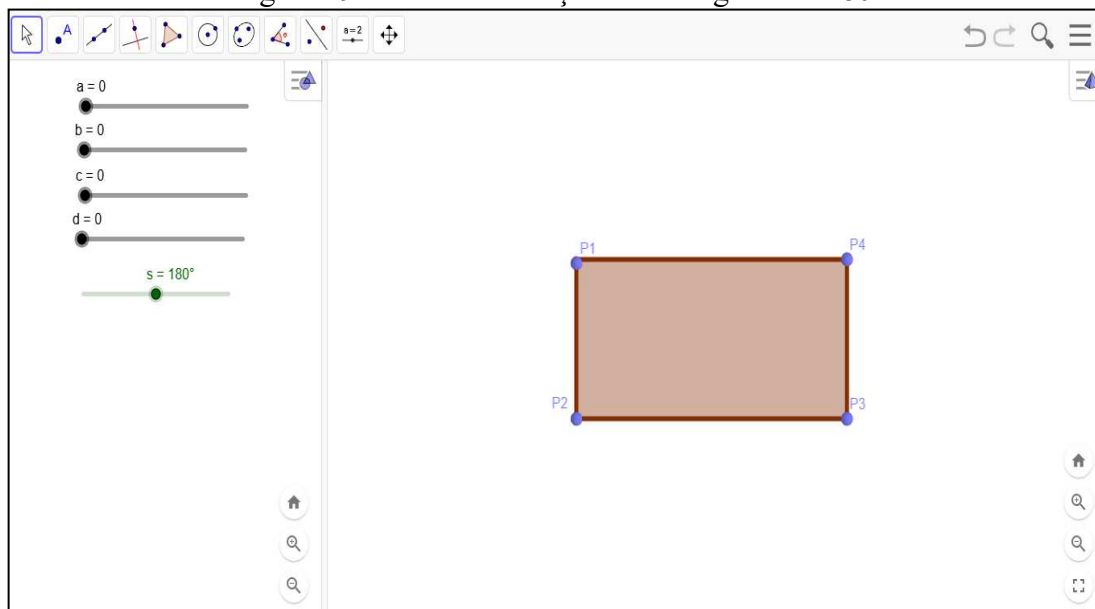 A
a=2
a = 0
b = 0
c = 0
d = 0
s = 180°
P1
P4
P2
P3